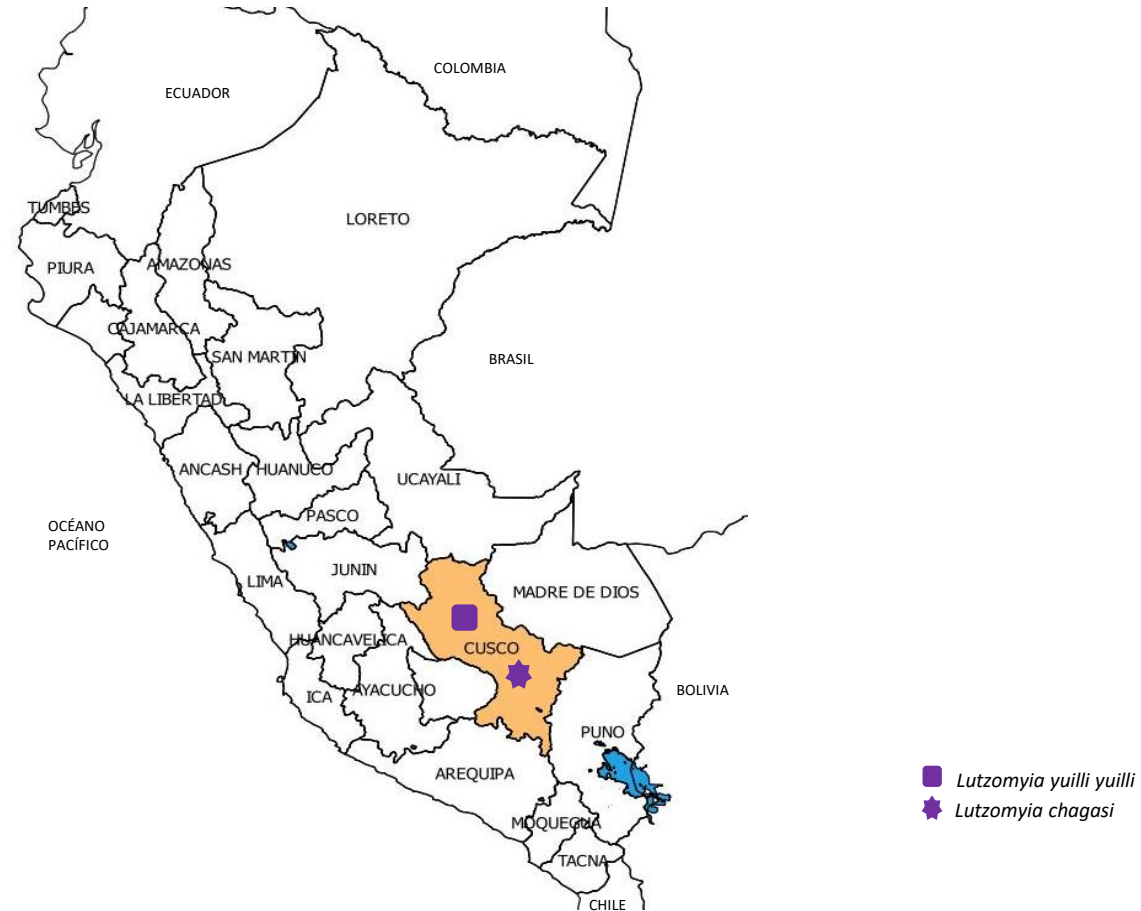 COLOMBIA
ECUADOR
TUMBES
LORETO
PIURA
AMAZONAS
CAJAMARCA
SAN MARTIN
BRASIL
LA LIBERTAD
ANCASH
HUANUCO
UCAYALI
PASCO
OCÉANO
PACÍFICO
JUNIN
LIMA
MADRE DE DIOS
HUANCAVELICA
CUSCO
ICA
AYACUCHO
BOLIVIA
PUNO
AREQUIPA
Lutzomyia yuilli yuilli
Lutzomyia chagasi
MOQUEGUA
TACNA
CHILE